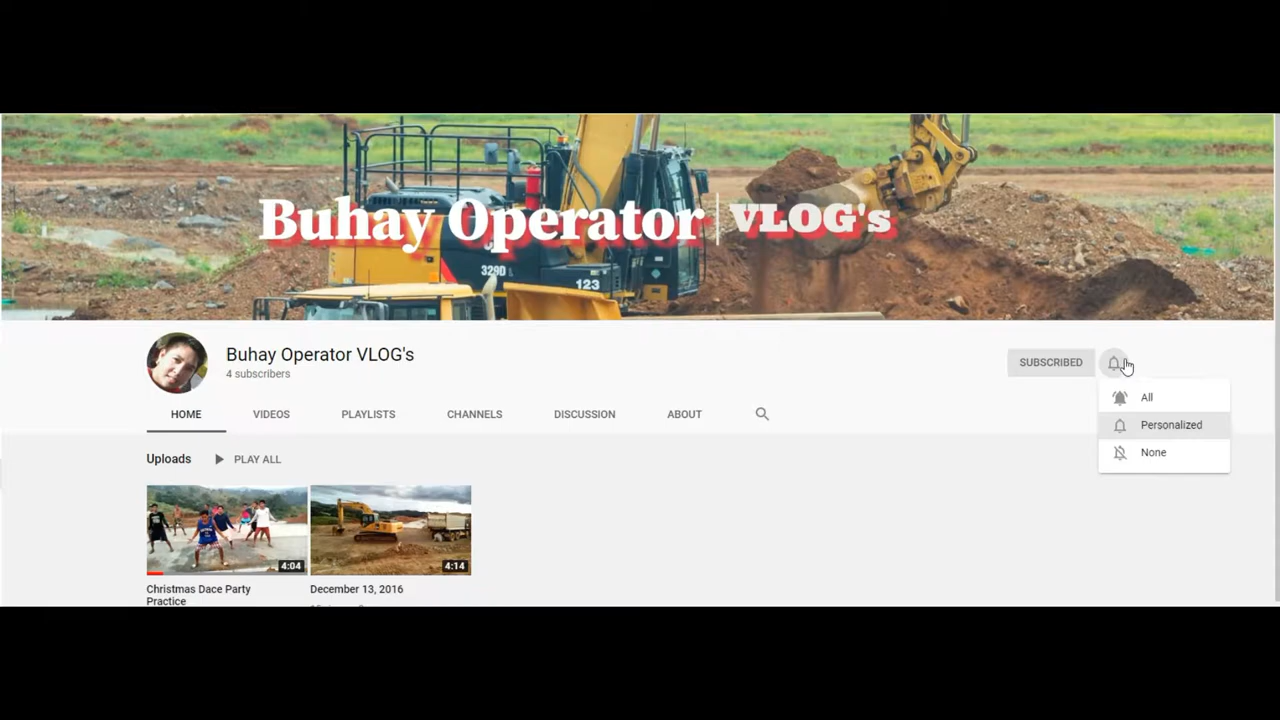 Buhay Operator VLOG's
329D L
123
Buhay Operator VLOG's
4 subscribers
SUBSCRIBED
All
Personalized
None
HOME
VIDEOS
PLAYLISTS
CHANNELS
DISCUSSION
ABOUT
Uploads
PLAY ALL
4:04
4:14
Christmas Dace Party
Practice
December 13, 2016